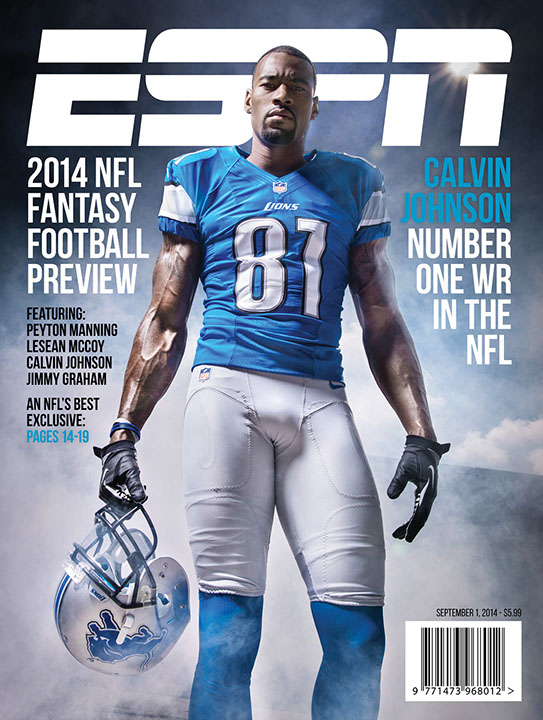 ESPN
2014 NFL
FANTASY
FOOTBALL
PREVIEW
FEATURING:
PEYTON MANNING
LESEAN MCCOY
CALVIN JOHNSON
JIMMY GRAHAM
AN NFL'S BEST
EXCLUSIVE:
PAGES 14-19
CALVIN
JOHNSON
NUMBER
ONE WR
IN THE
NFL
NFL
LIONS
81
SEPTEMBER 1, 2014 - $5.99
9 771473 968012 >